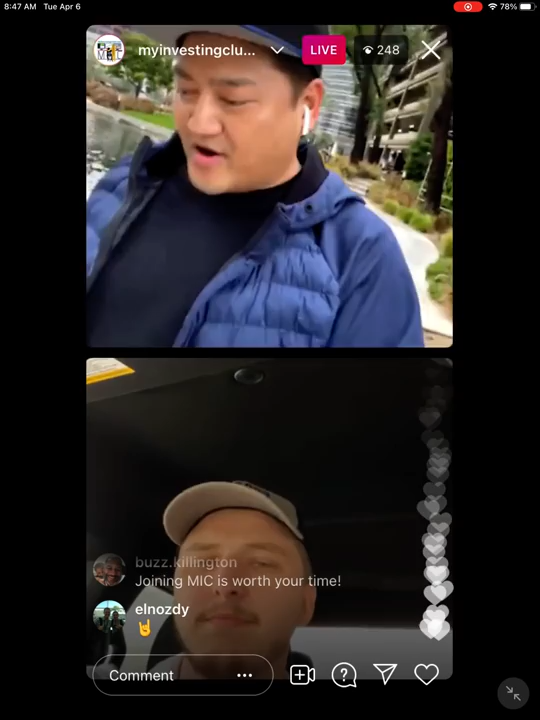 8:47 AM Tue Apr 6
78%
myinvestingclu...
LIVE
248
buzz.killington
Joining MIC is worth your time!
elnozdy
🤘
Comment